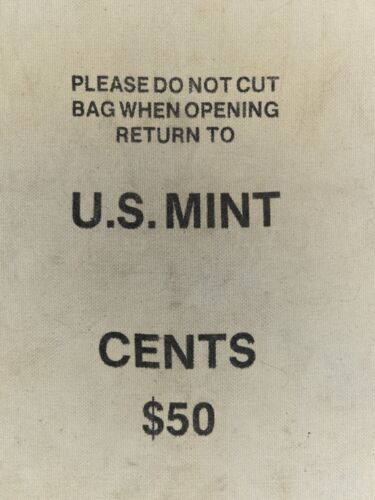 PLEASE DO NOT CUT
BAG WHEN OPENING
RETURN TO
U.S. MINT
CENTS
$50